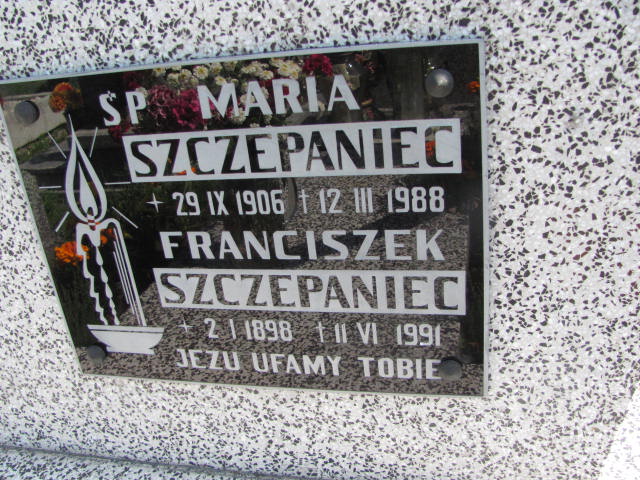 ŚP MARIA
SZCZEPANIEC
+ 29 IX 1906 † 12 III 1988
FRANCISZEK
SZCZEPANIEC
+ 2 I 1898 † 11 VI 1991
JEZU UFAMY TOBIE